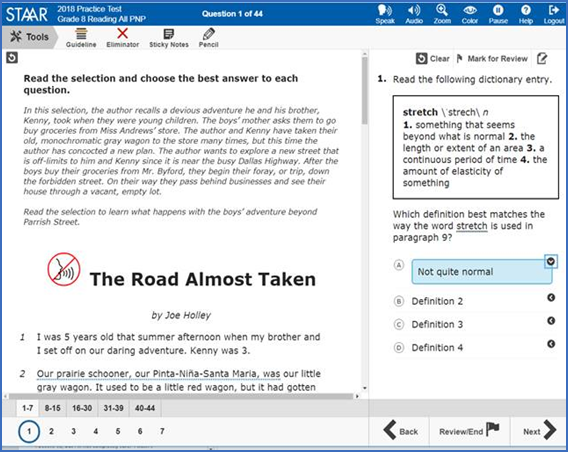 STAAR
2018 Practice Test
Grade 8 Reading All PNP
Question 1 of 44
Speak
Audio
Zoom
Color
Pause
Help
Logout
Tools
Guideline
Eliminator
Sticky Notes
Pencil
Clear
Mark for Review
Read the selection and choose the best answer to each
question.
In this selection, the author recalls a devious adventure he and his brother,
Kenny, took when they were young children. The boys' mother asks them to go
buy groceries from Miss Andrews' store. The author and Kenny have taken their
old, monochromatic gray wagon to the store many times, but this time the
author has concocted a new plan. The author wants to explore a new street that
is off-limits to him and Kenny since it is near the busy Dallas Highway. After the
boys buy their groceries from Mr. Byford, they begin their foray, or trip, down
the forbidden street. On their way they pass behind businesses and see their
house through a vacant, empty lot.
Read the selection to learn what happens with the boys' adventure beyond
Parrish Street.
The Road Almost Taken
by Joe Holley
1 I was 5 years old that summer afternoon when my brother and
I set off on our daring adventure. Kenny was 3.
2 Our prairie schooner, our Pinta-Niña-Santa Maria, was our little
gray wagon. It used to be a little red wagon, but it had gotten
1. Read the following dictionary entry.
stretch \ˈstrech\ n
1. something that seems
beyond what is normal 2. the
length or extent of an area 3. a
continuous period of time 4. the
amount of elasticity of
something
Which definition best matches the
way the word stretch is used in
paragraph 9?
A Not quite normal
B Definition 2
C Definition 3
D Definition 4
1-7 8-15 16-30 31-39 40-44
1 2 3 4 5 6 7
Back
Review/End
Next